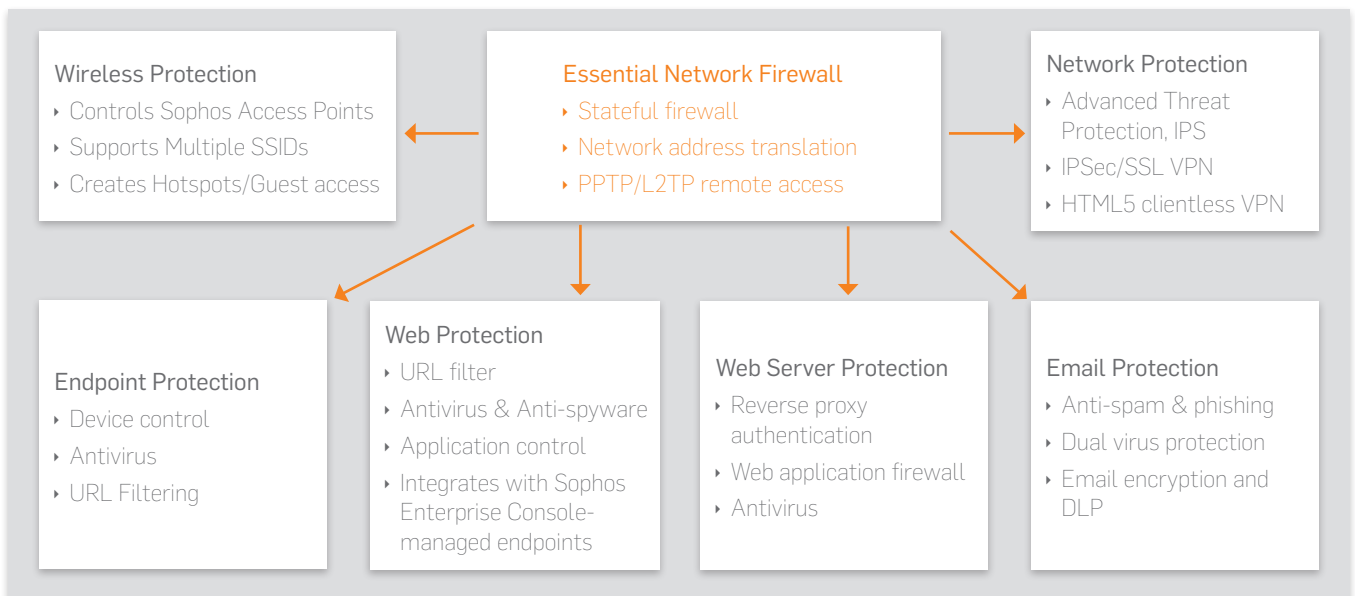 Wireless Protection
Controls Sophos Access Points
Supports Multiple SSIDs
Creates Hotspots/Guest access
Essential Network Firewall
Stateful firewall
Network address translation
PPTP/L2TP remote access
Network Protection
Advanced Threat
Protection, IPS
IPSec/SSL VPN
HTML5 clientless VPN
Endpoint Protection
Device control
Antivirus
URL Filtering
Web Protection
URL filter
Antivirus & Anti-spyware
Application control
Integrates with Sophos
Enterprise Console-
managed endpoints
Web Server Protection
Reverse proxy
authentication
Web application firewall
Antivirus
Email Protection
Anti-spam & phishing
Dual virus protection
Email encryption and
DLP